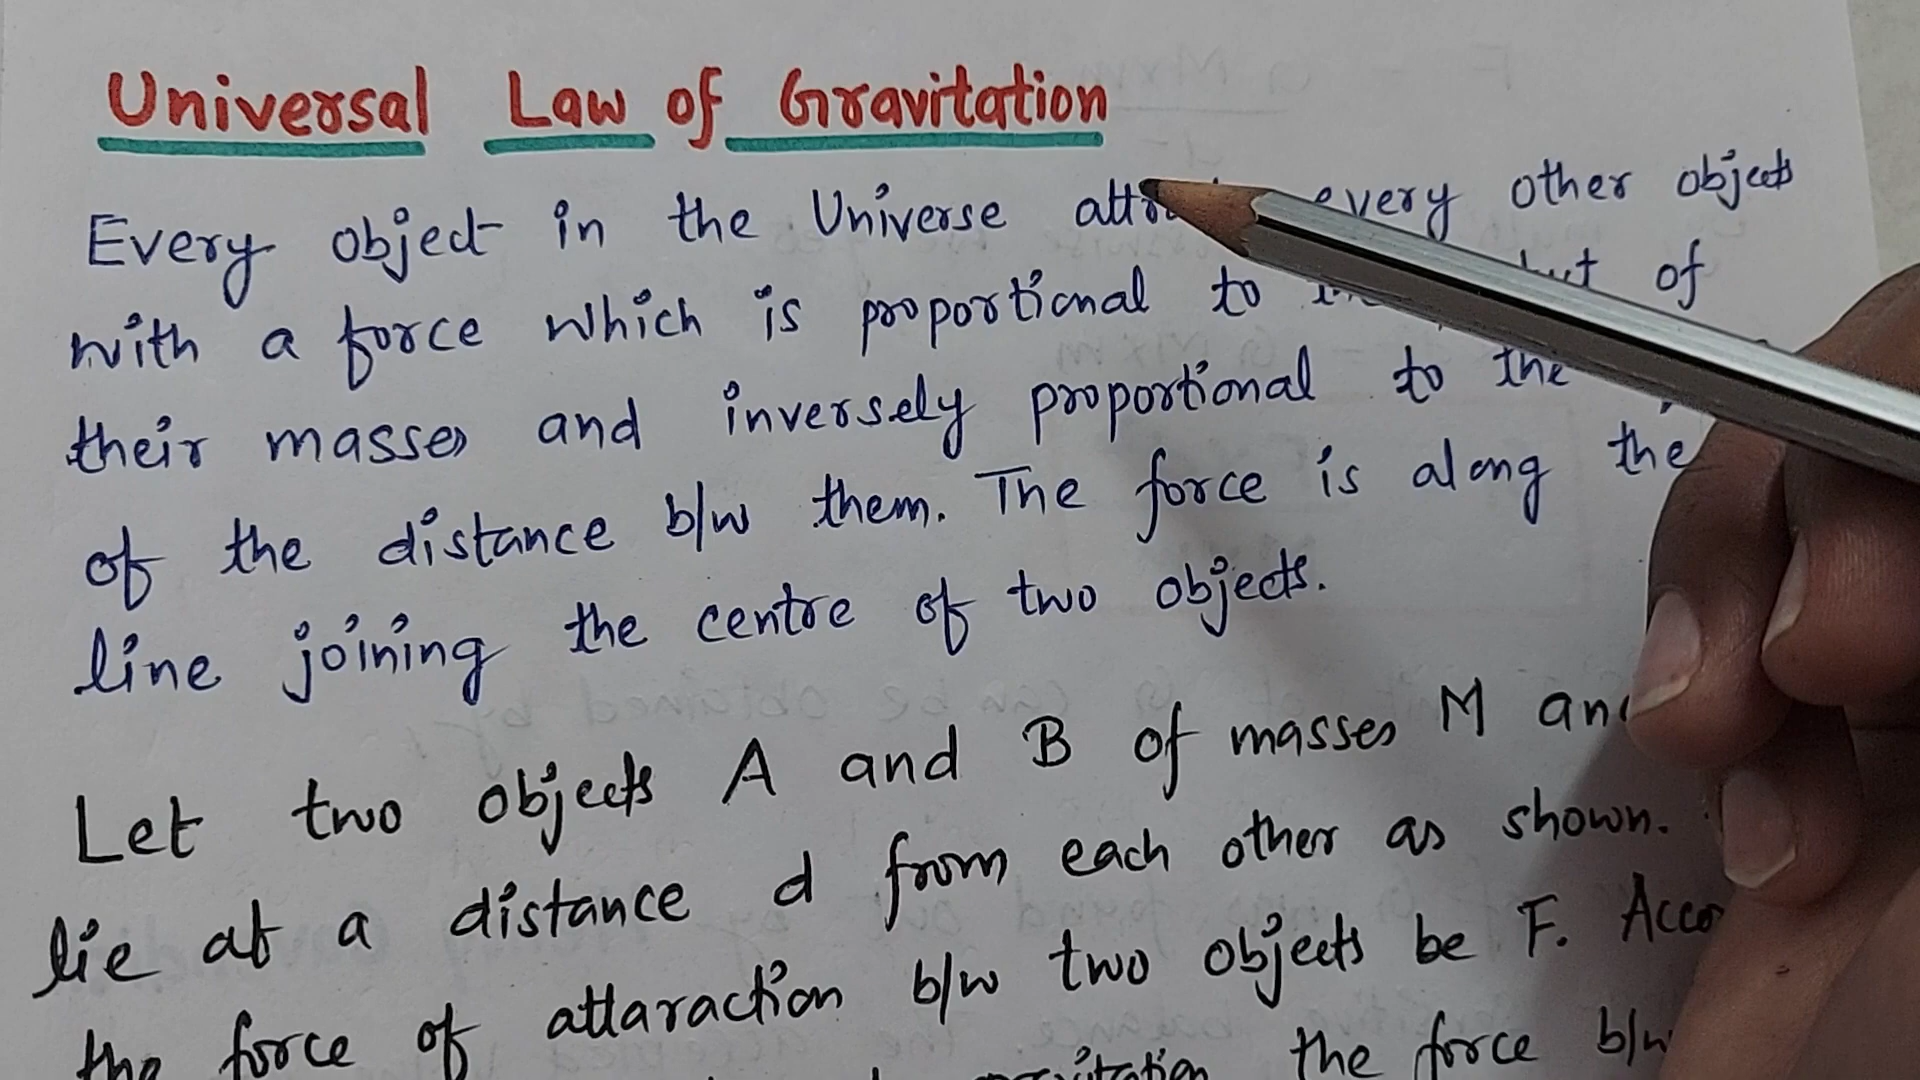 Universal Law of Gravitation
Every object in the Universe every other objects
with a force which is proportional to of
their masses and inversely proportional to the
of the distance b/w them. The force is along the
line joining the centre of two objects.
Let two objects A and B of masses M
lie at a distance d from each other as shown.
the force of attaraction b/w two objects be F.
the force b/w